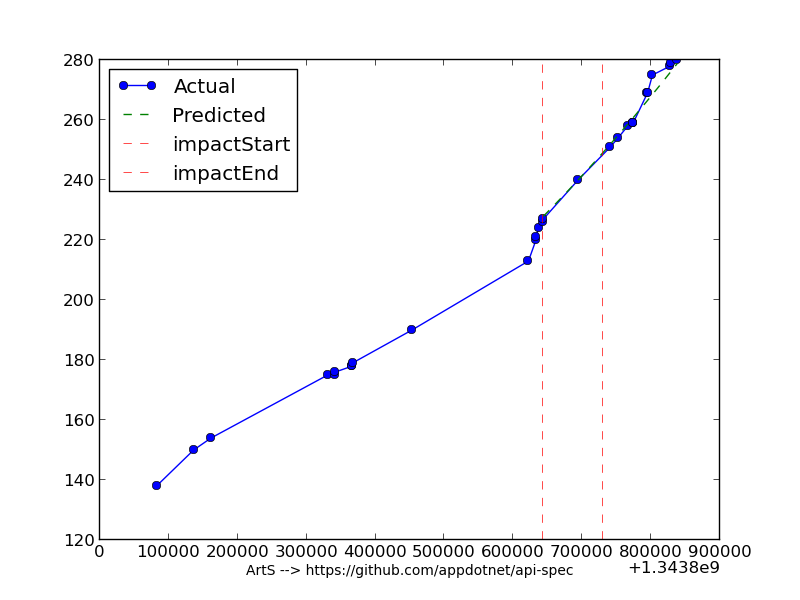 280
260
240
220
200
180
160
140
120
Actual
Predicted
impactStart
impactEnd
0 100000 200000 300000 400000 500000 600000 700000 800000 900000
+1.3438e9
ArtS --> https://github.com/appdotnet/api-spec